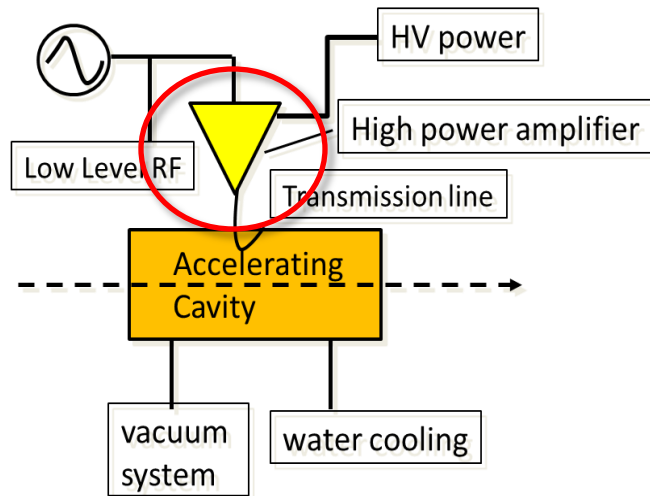 HV power
High power amplifier
Low Level RF
Transmission line
Accelerating
Cavity
vacuum
system
water cooling